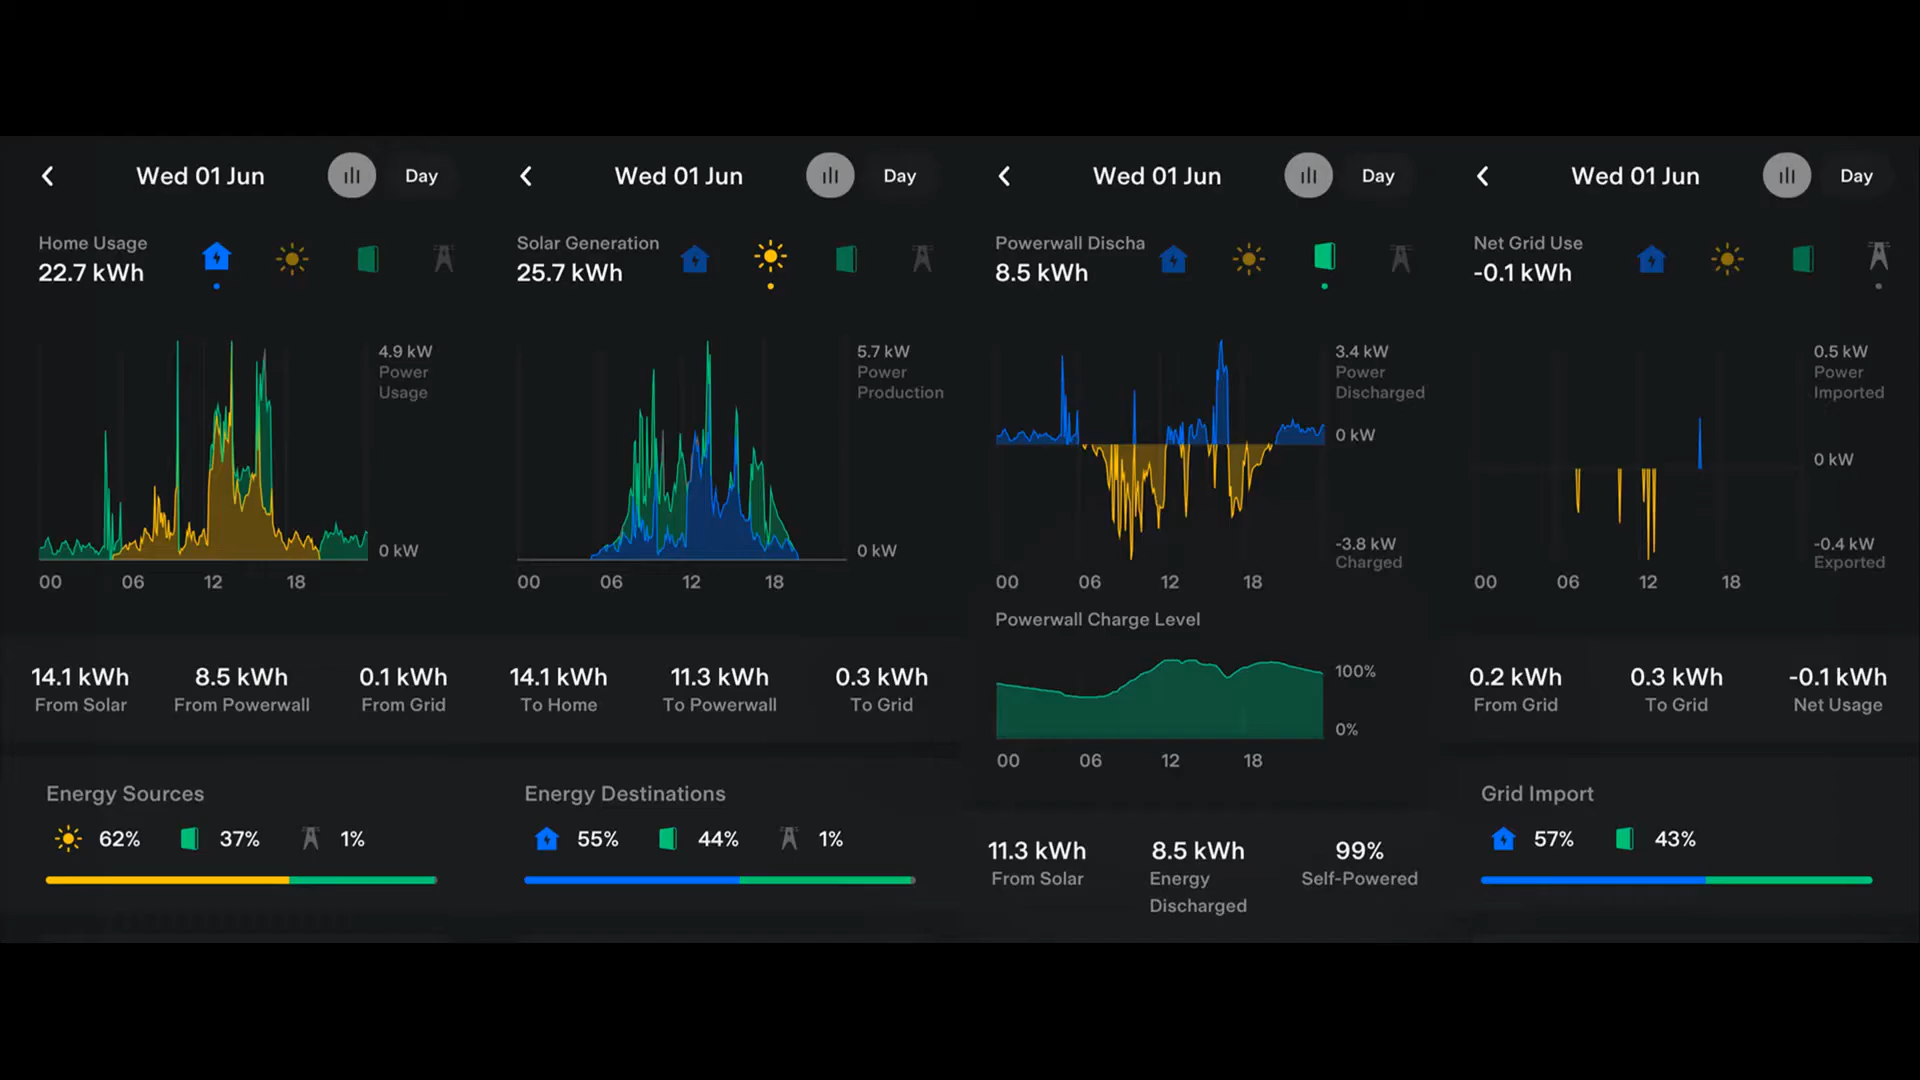 Wed 01 Jun
Day
Home Usage
22.7 kWh
4.9 kW
Power
Usage
0 kW
00 06 12 18
14.1 kWh 8.5 kWh 0.1 kWh
From Solar From Powerwall From Grid
Energy Sources
62% 37% 1%
Wed 01 Jun
Day
Solar Generation
25.7 kWh
5.7 kW
Power
Production
0 kW
00 06 12 18
14.1 kWh 11.3 kWh 0.3 kWh
To Home To Powerwall To Grid
Energy Destinations
55% 44% 1%
Wed 01 Jun
Day
Powerwall Discha
8.5 kWh
3.4 kW
Power
Discharged
0 kW
-3.8 kW
Charged
00 06 12 18
Powerwall Charge Level
100%
0%
00 06 12 18
11.3 kWh 8.5 kWh 99%
From Solar Energy Self-Powered
Discharged
Wed 01 Jun
Day
Net Grid Use
-0.1 kWh
0.5 kW
Power
Imported
0 kW
-0.4 kW
Exported
00 06 12 18
0.2 kWh 0.3 kWh -0.1 kWh
From Grid To Grid Net Usage
Grid Import
57% 43%